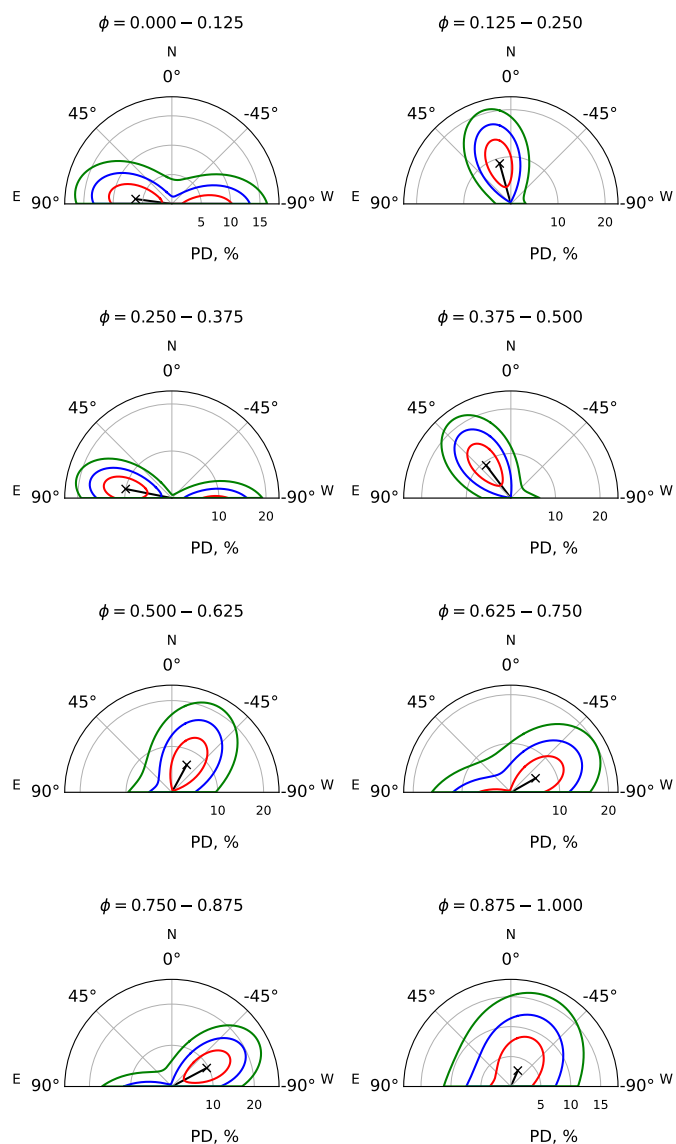 ϕ = 0.000 − 0.125
N
0°
45°
-45°
E
90°
-90°
W
5
10
15
PD, %
ϕ = 0.125 − 0.250
N
0°
45°
-45°
E
90°
-90°
W
10
20
PD, %
ϕ = 0.250 − 0.375
N
0°
45°
-45°
E
90°
-90°
W
10
20
PD, %
ϕ = 0.375 − 0.500
N
0°
45°
-45°
E
90°
-90°
W
10
20
PD, %
ϕ = 0.500 − 0.625
N
0°
45°
-45°
E
90°
-90°
W
10
20
PD, %
ϕ = 0.625 − 0.750
N
0°
45°
-45°
E
90°
-90°
W
10
20
PD, %
ϕ = 0.750 − 0.875
N
0°
45°
-45°
E
90°
-90°
W
10
20
PD, %
ϕ = 0.875 − 1.000
N
0°
45°
-45°
E
90°
-90°
W
5
10
15
PD, %